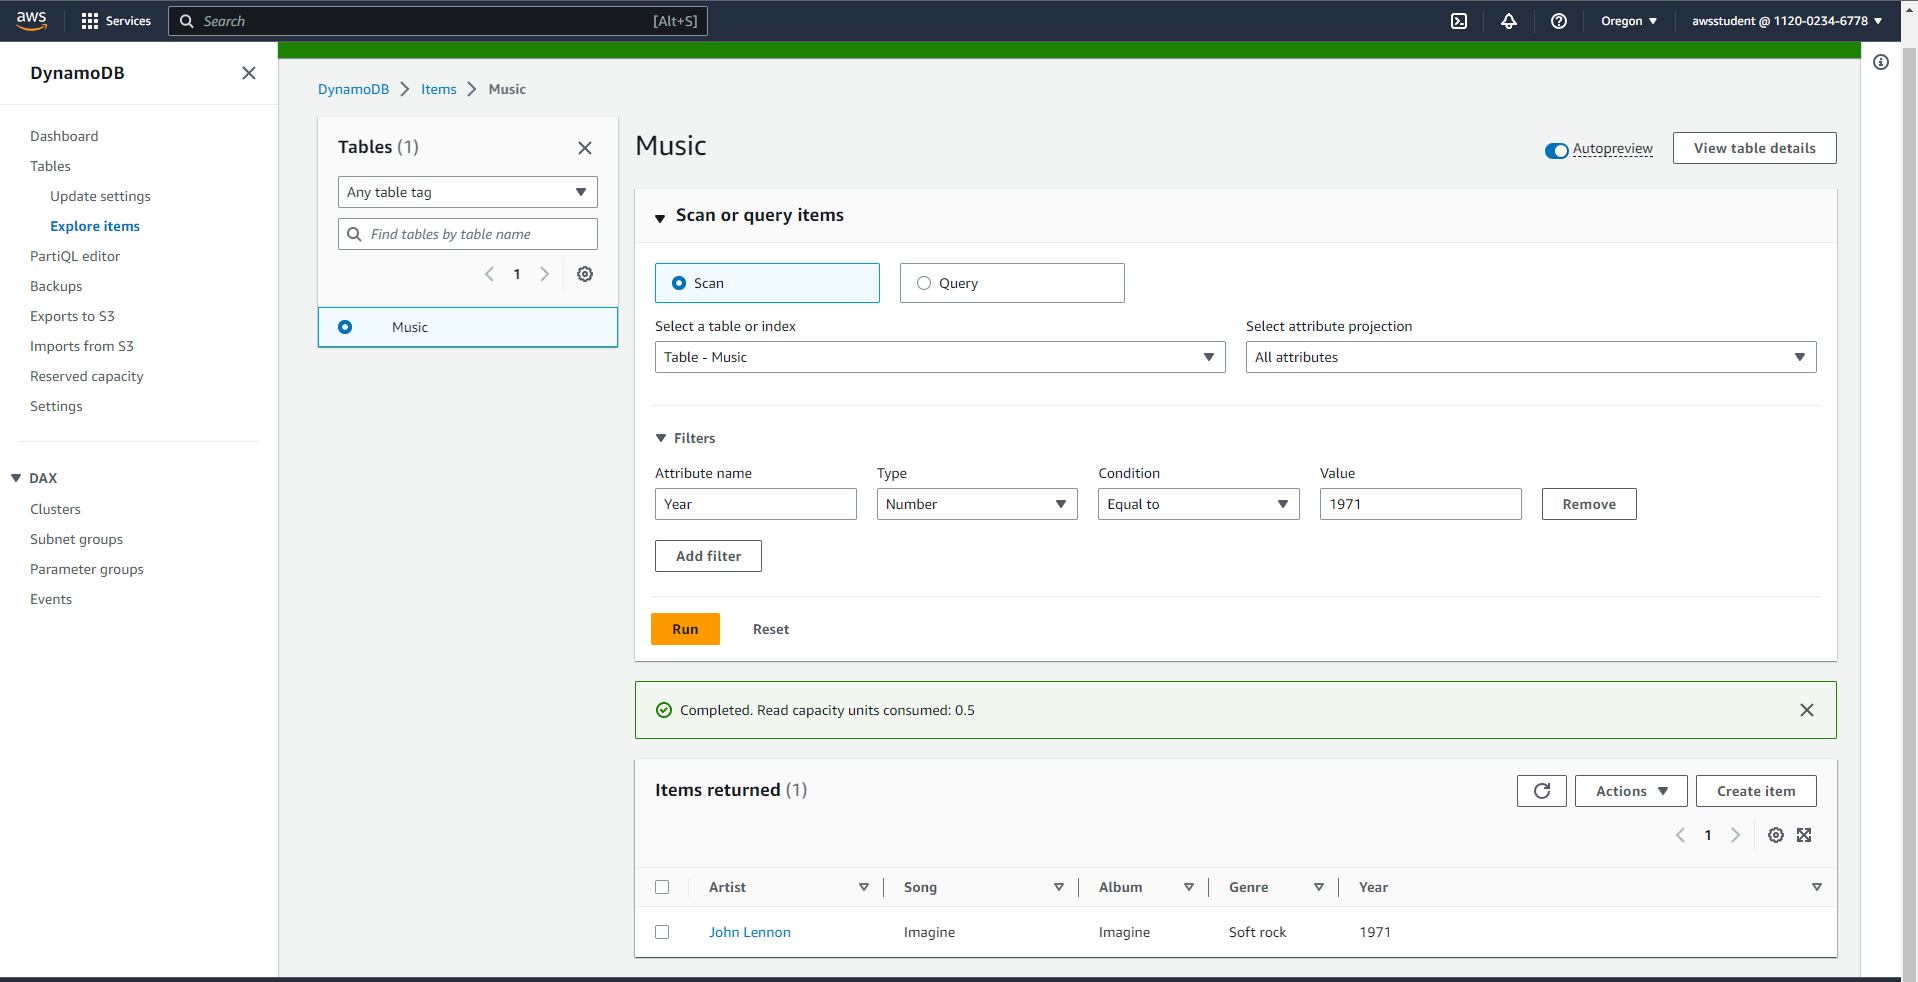 aws
Services
Search
[Alt+S]
Oregon
awsstudent @ 1120-0234-6778
DynamoDB
Dashboard
Tables
Update settings
Explore items
PartiQL editor
Backups
Exports to S3
Imports from S3
Reserved capacity
Settings
DAX
Clusters
Subnet groups
Parameter groups
Events
DynamoDB
Items
Music
Tables (1)
Any table tag
Find tables by table name
1
Music
Music
Autopreview
View table details
Scan or query items
Scan
Query
Select a table or index
Table - Music
Select attribute projection
All attributes
Filters
Attribute name Type Condition Value
Year Number Equal to 1971 Remove
Add filter
Run
Reset
Completed. Read capacity units consumed: 0.5
Items returned (1)
Actions
Create item
1
Artist Song Album Genre Year
John Lennon Imagine Imagine Soft rock 1971